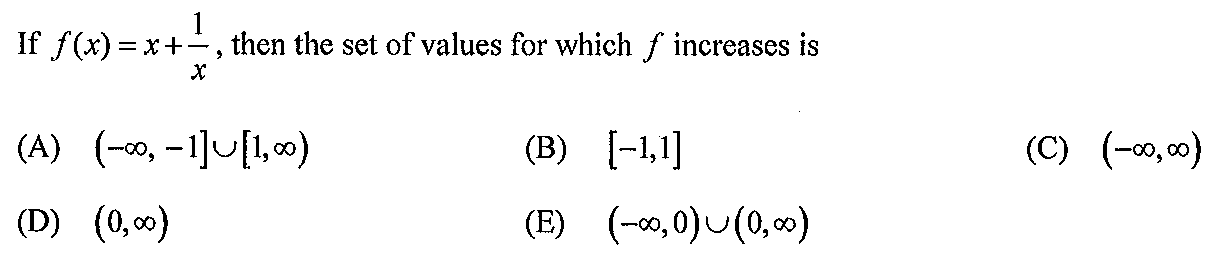 If f(x) = x + 1/x, then the set of values for which f increases is
(A) (−∞, −1]∪[1,∞) (B) [−1,1] (C) (−∞,∞)
(D) (0,∞) (E) (−∞,0)∪(0,∞)